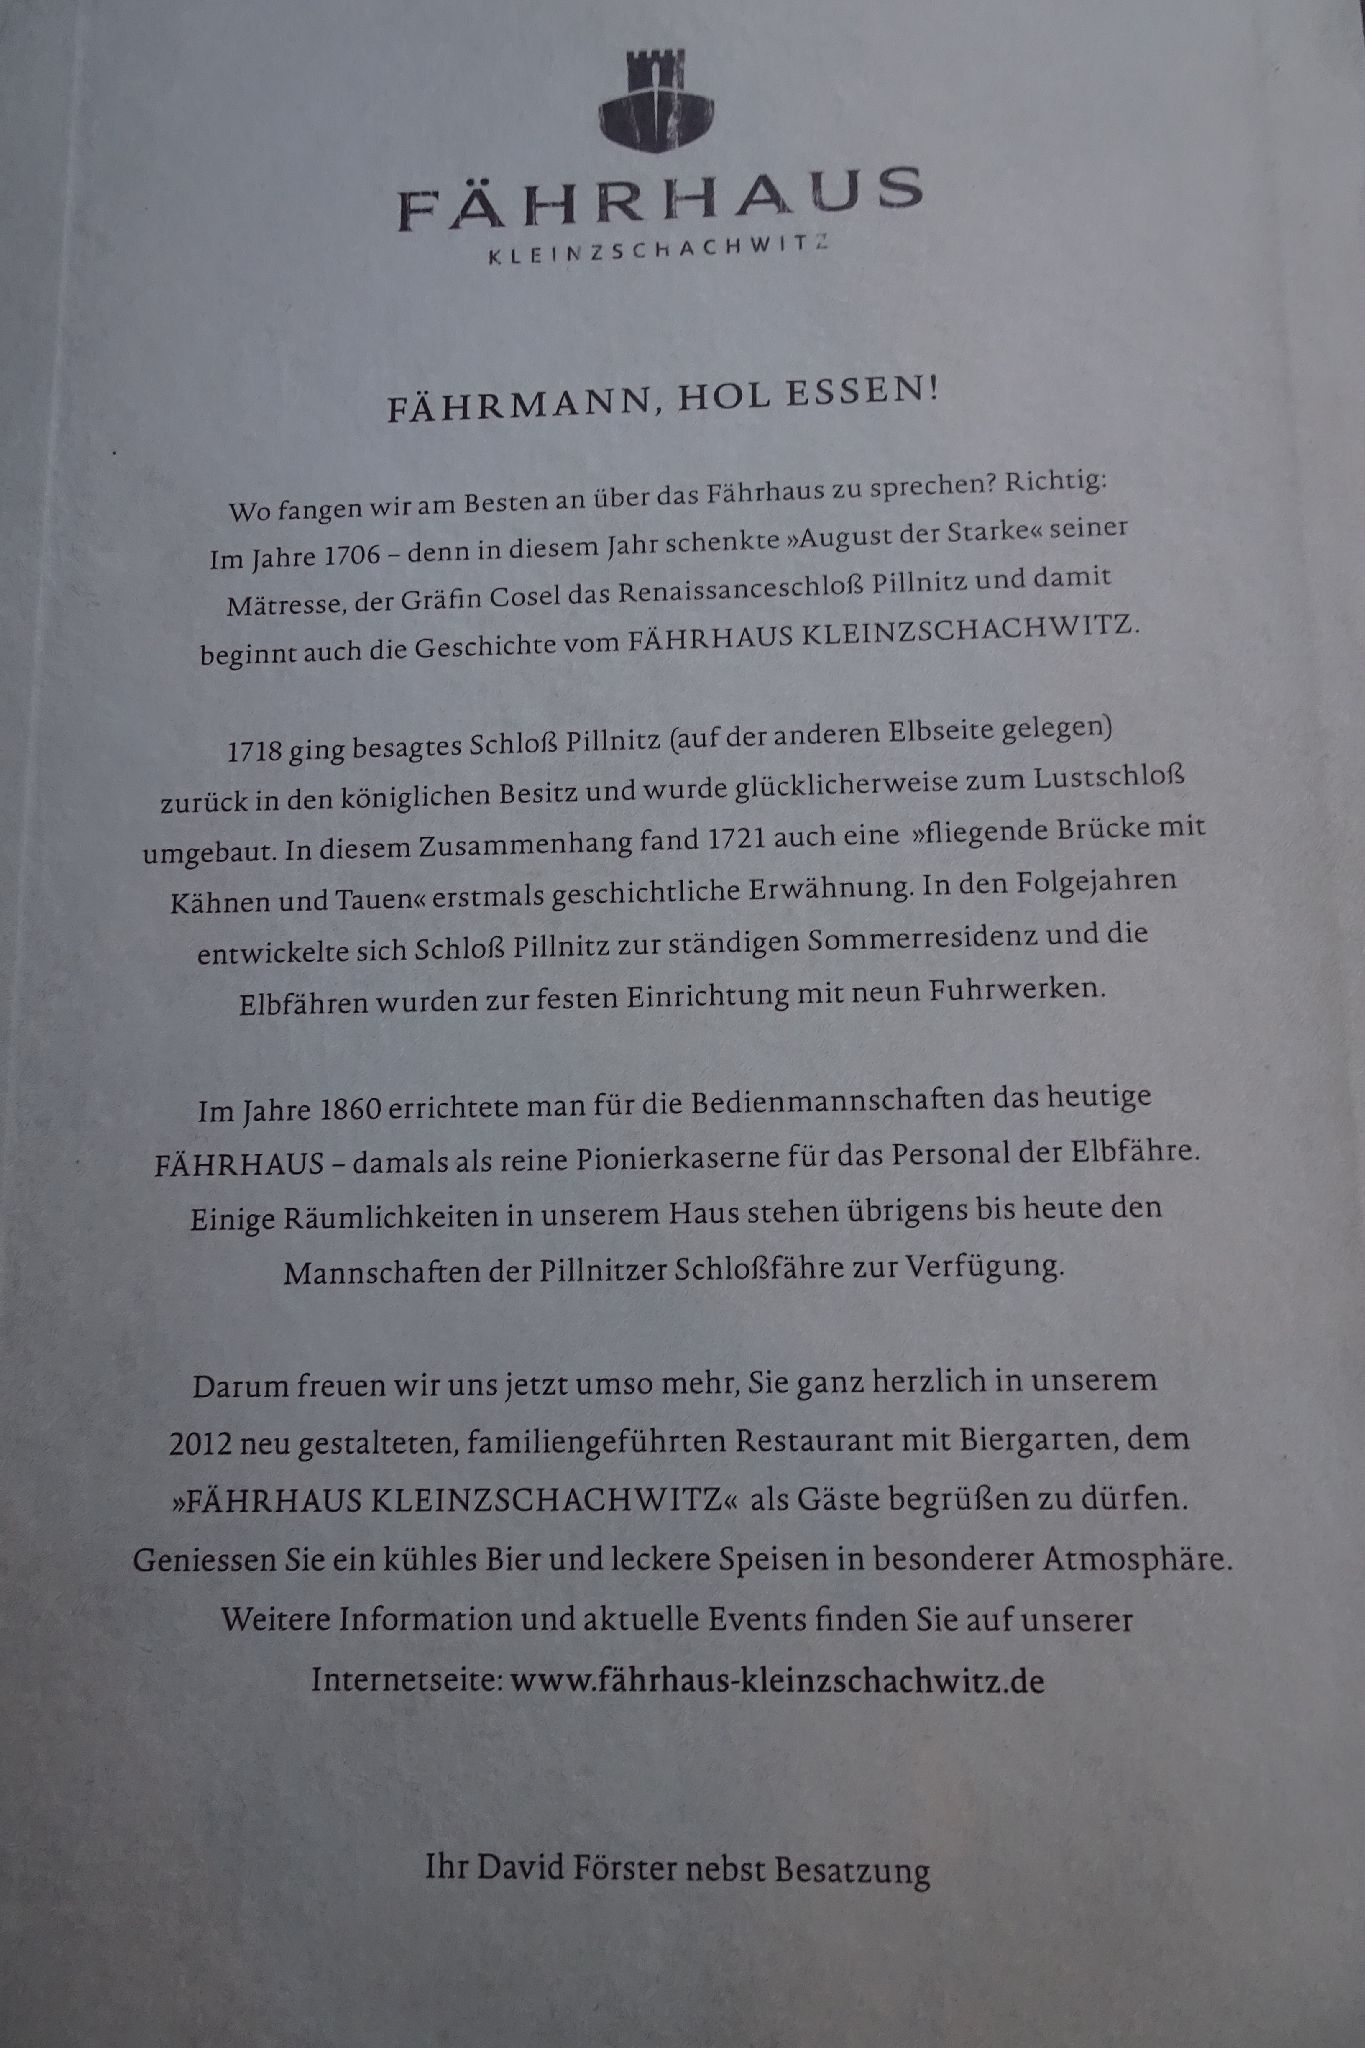 FÄHRHAUS
KLEINZSCHACHWITZ
FÄHRMANN, HOL ESSEN!
Wo fangen wir am Besten an über das Fährhaus zu sprechen? Richtig:
Im Jahre 1706 – denn in diesem Jahr schenkte »August der Starke« seiner
Mätresse, der Gräfin Cosel das Renaissanceschloß Pillnitz und damit
beginnt auch die Geschichte vom FÄHRHAUS KLEINZSCHACHWITZ.
1718 ging besagtes Schloß Pillnitz (auf der anderen Elbseite gelegen)
zurück in den königlichen Besitz und wurde glücklicherweise zum Lustschloß
umgebaut. In diesem Zusammenhang fand 1721 auch eine »fliegende Brücke mit
Kähnen und Tauen« erstmals geschichtliche Erwähnung. In den Folgejahren
entwickelte sich Schloß Pillnitz zur ständigen Sommerresidenz und die
Elbfähren wurden zur festen Einrichtung mit neun Fuhrwerken.
Im Jahre 1860 errichtete man für die Bedienmannschaften das heutige
FÄHRHAUS – damals als reine Pionierkaserne für das Personal der Elbfähre.
Einige Räumlichkeiten in unserem Haus stehen übrigens bis heute den
Mannschaften der Pillnitzer Schloßfähre zur Verfügung.
Darum freuen wir uns jetzt umso mehr, Sie ganz herzlich in unserem
2012 neu gestalteten, familiengeführten Restaurant mit Biergarten, dem
»FÄHRHAUS KLEINZSCHACHWITZ« als Gäste begrüßen zu dürfen.
Geniessen Sie ein kühles Bier und leckere Speisen in besonderer Atmosphäre.
Weitere Information und aktuelle Events finden Sie auf unserer
Internetseite: www.fährhaus-kleinzschachwitz.de
Ihr David Förster nebst Besatzung